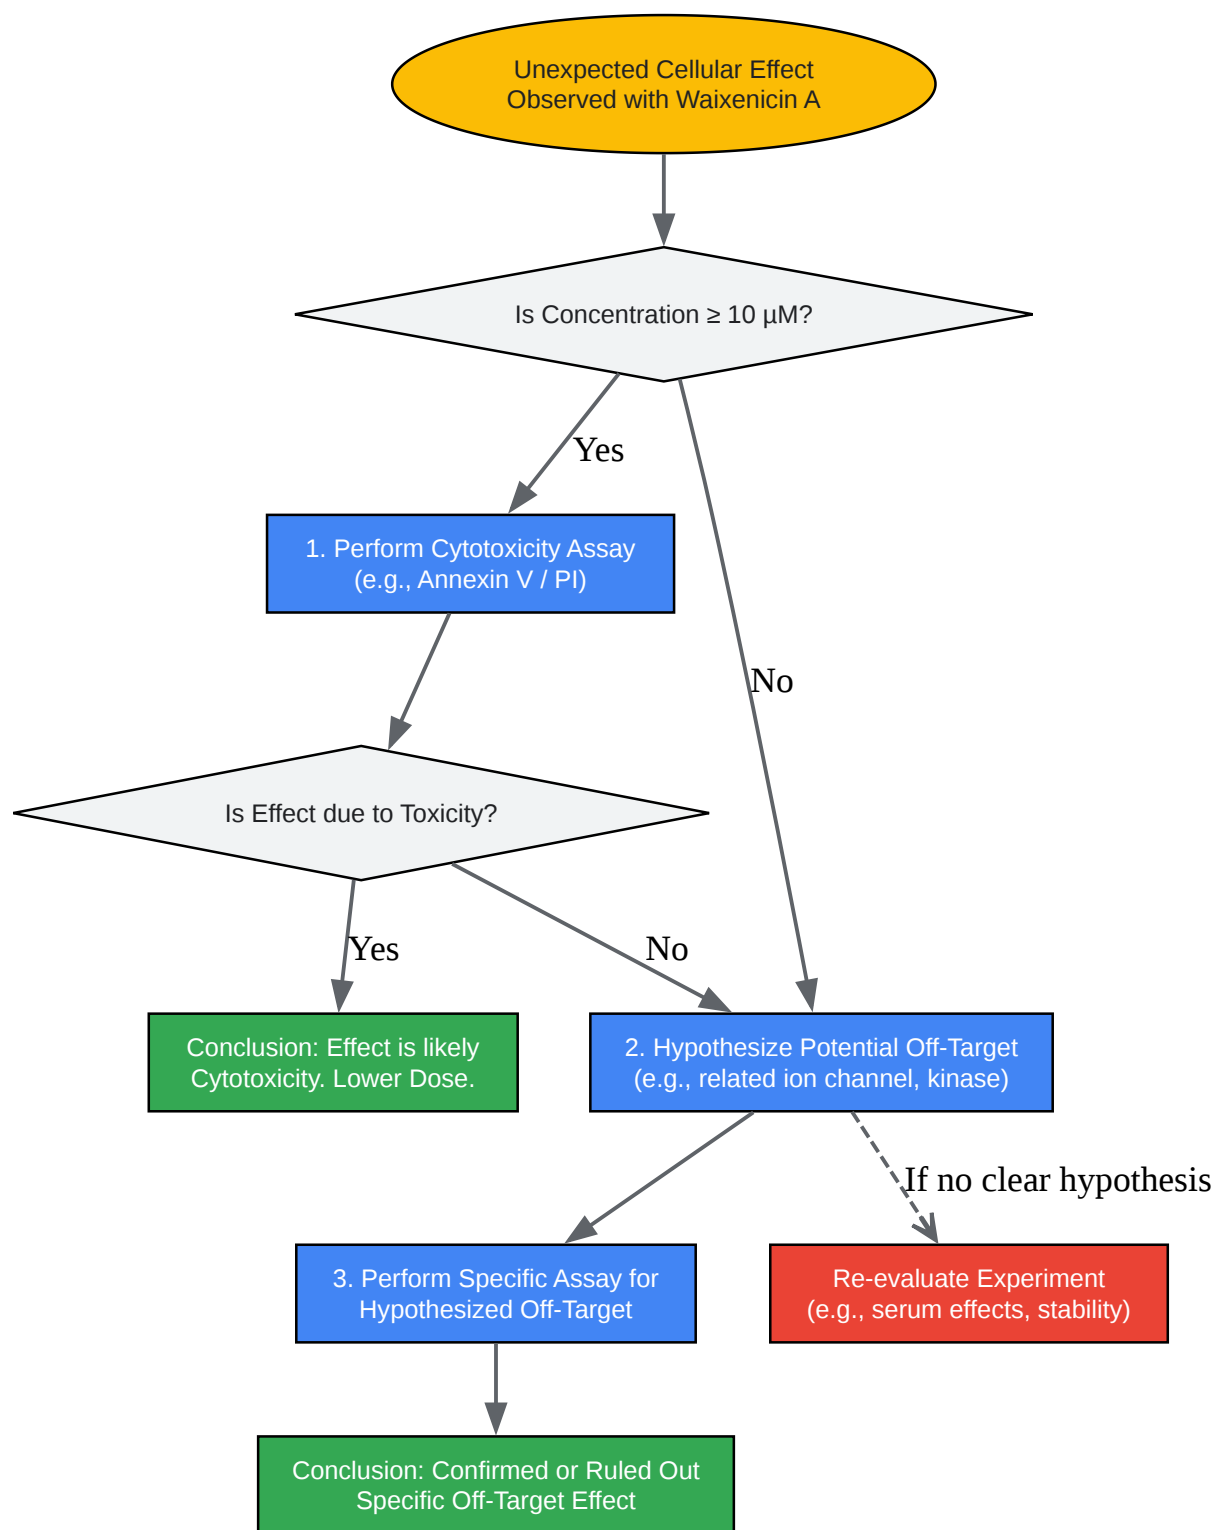 Unexpected Cellular Effect
Observed with Waixenicin A
Is Concentration ≥ 10 µM?
Yes
1. Perform Cytotoxicity Assay
(e.g., Annexin V / PI)
No
Is Effect due to Toxicity?
Yes
No
Conclusion: Effect is likely
Cytotoxicity. Lower Dose.
2. Hypothesize Potential Off-Target
(e.g., related ion channel, kinase)
If no clear hypothesis
3. Perform Specific Assay for
Hypothesized Off-Target
Re-evaluate Experiment
(e.g., serum effects, stability)
Conclusion: Confirmed or Ruled Out
Specific Off-Target Effect